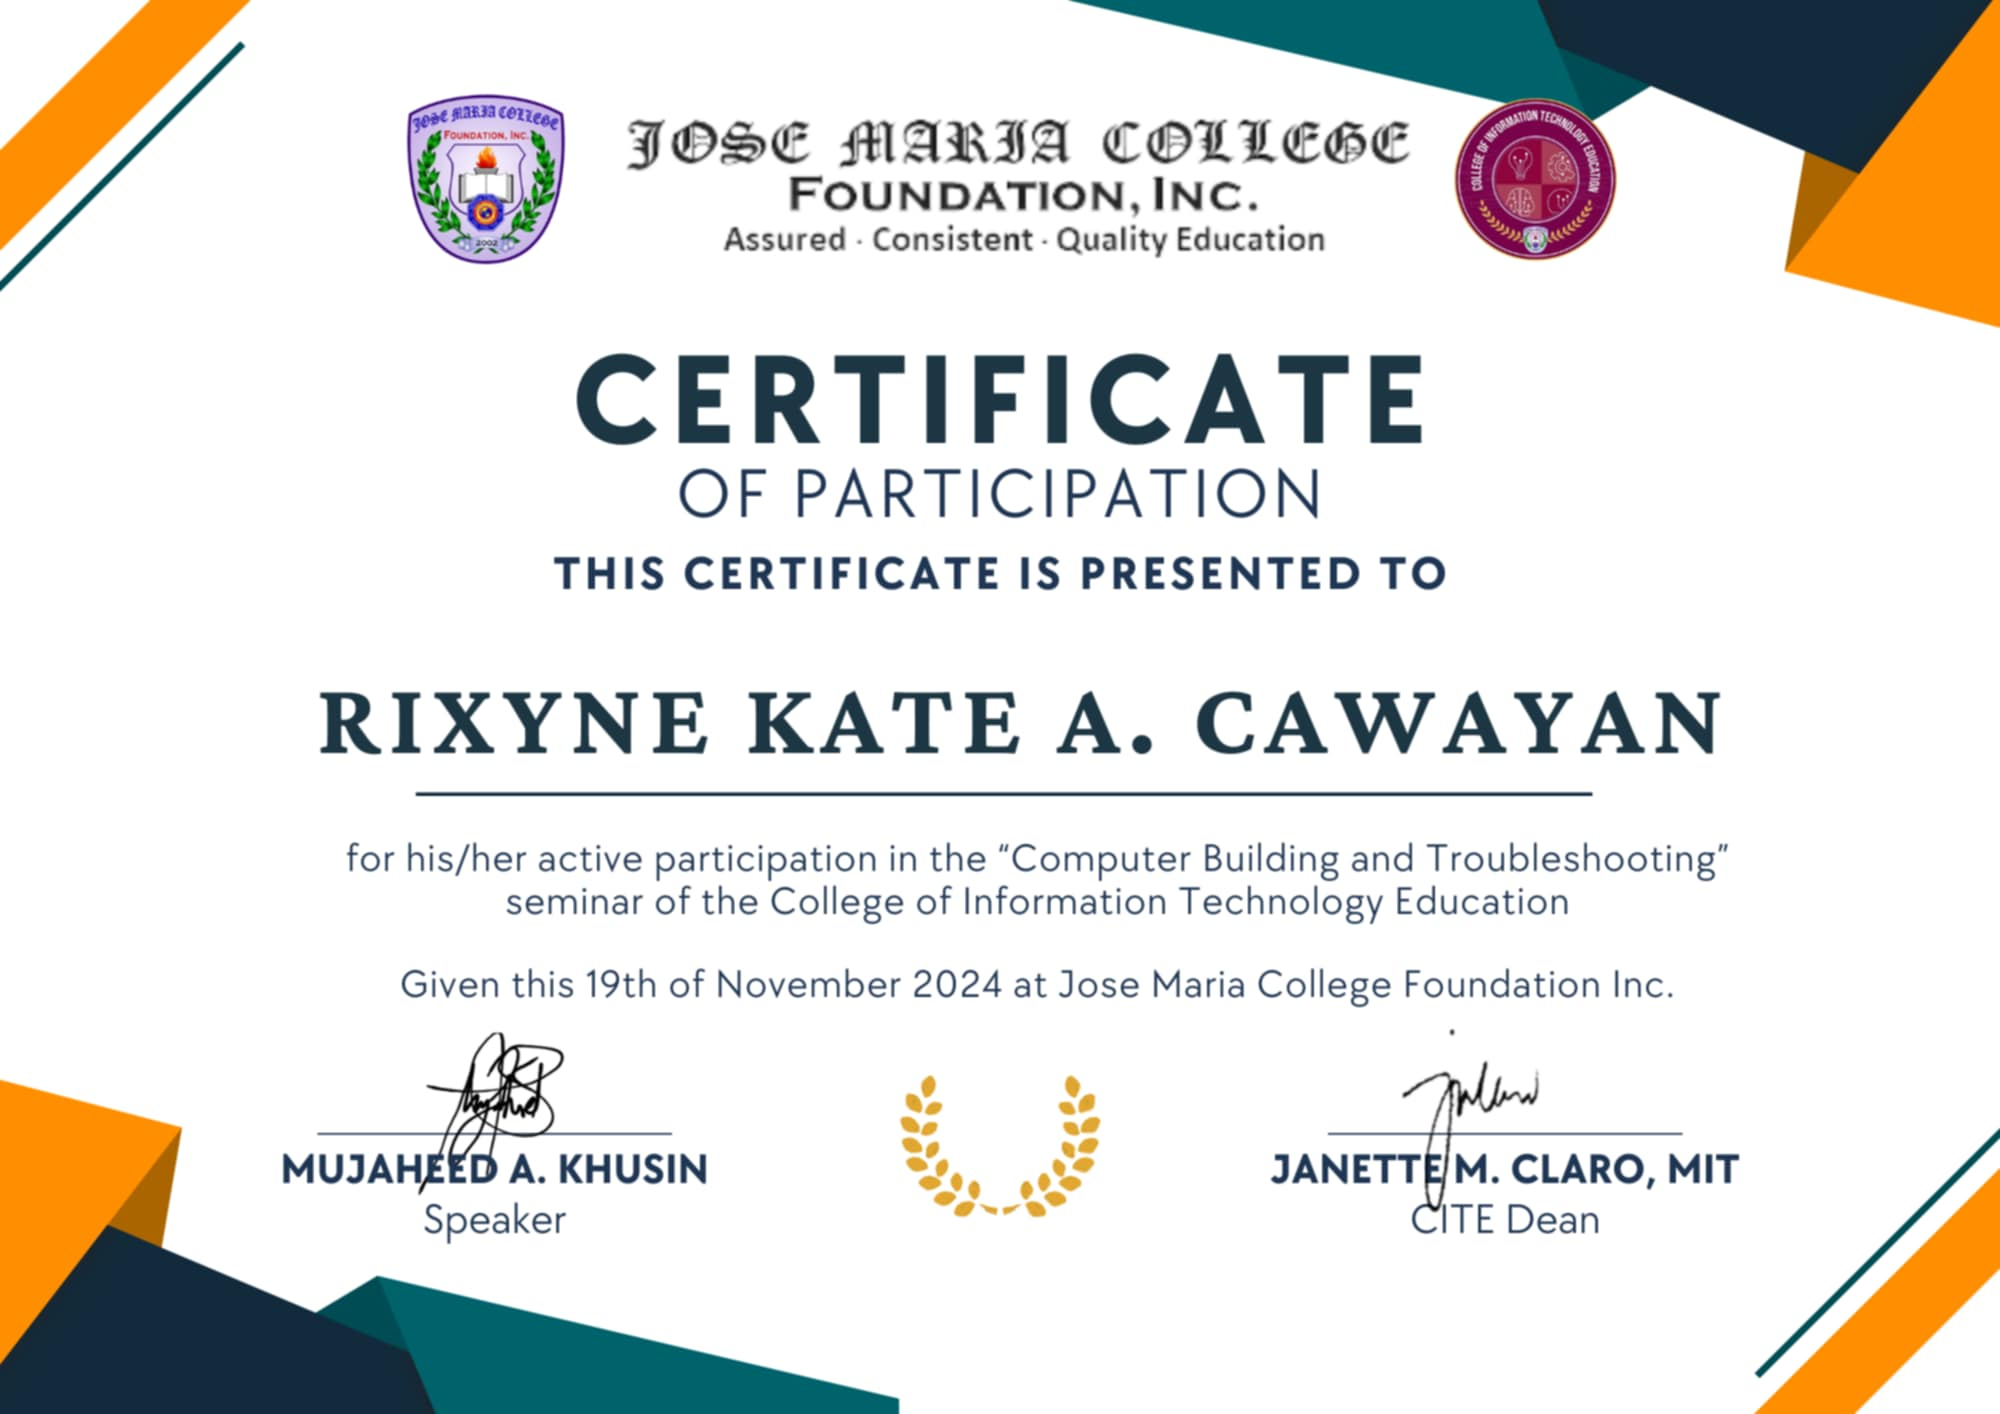 JOSE MARIA COLLEGE
FOUNDATION, INC.
2002
JOSE MARIA COLLEGE
FOUNDATION, INC.
Assured · Consistent · Quality Education
COLLEGE OF INFORMATION TECHNOLOGY EDUCATION
CERTIFICATE
OF PARTICIPATION
THIS CERTIFICATE IS PRESENTED TO
RIXYNE KATE A. CAWAYAN
for his/her active participation in the “Computer Building and Troubleshooting”
seminar of the College of Information Technology Education
Given this 19th of November 2024 at Jose Maria College Foundation Inc.
MUJAHEED A. KHUSIN
Speaker
JANETTE M. CLARO, MIT
CITE Dean